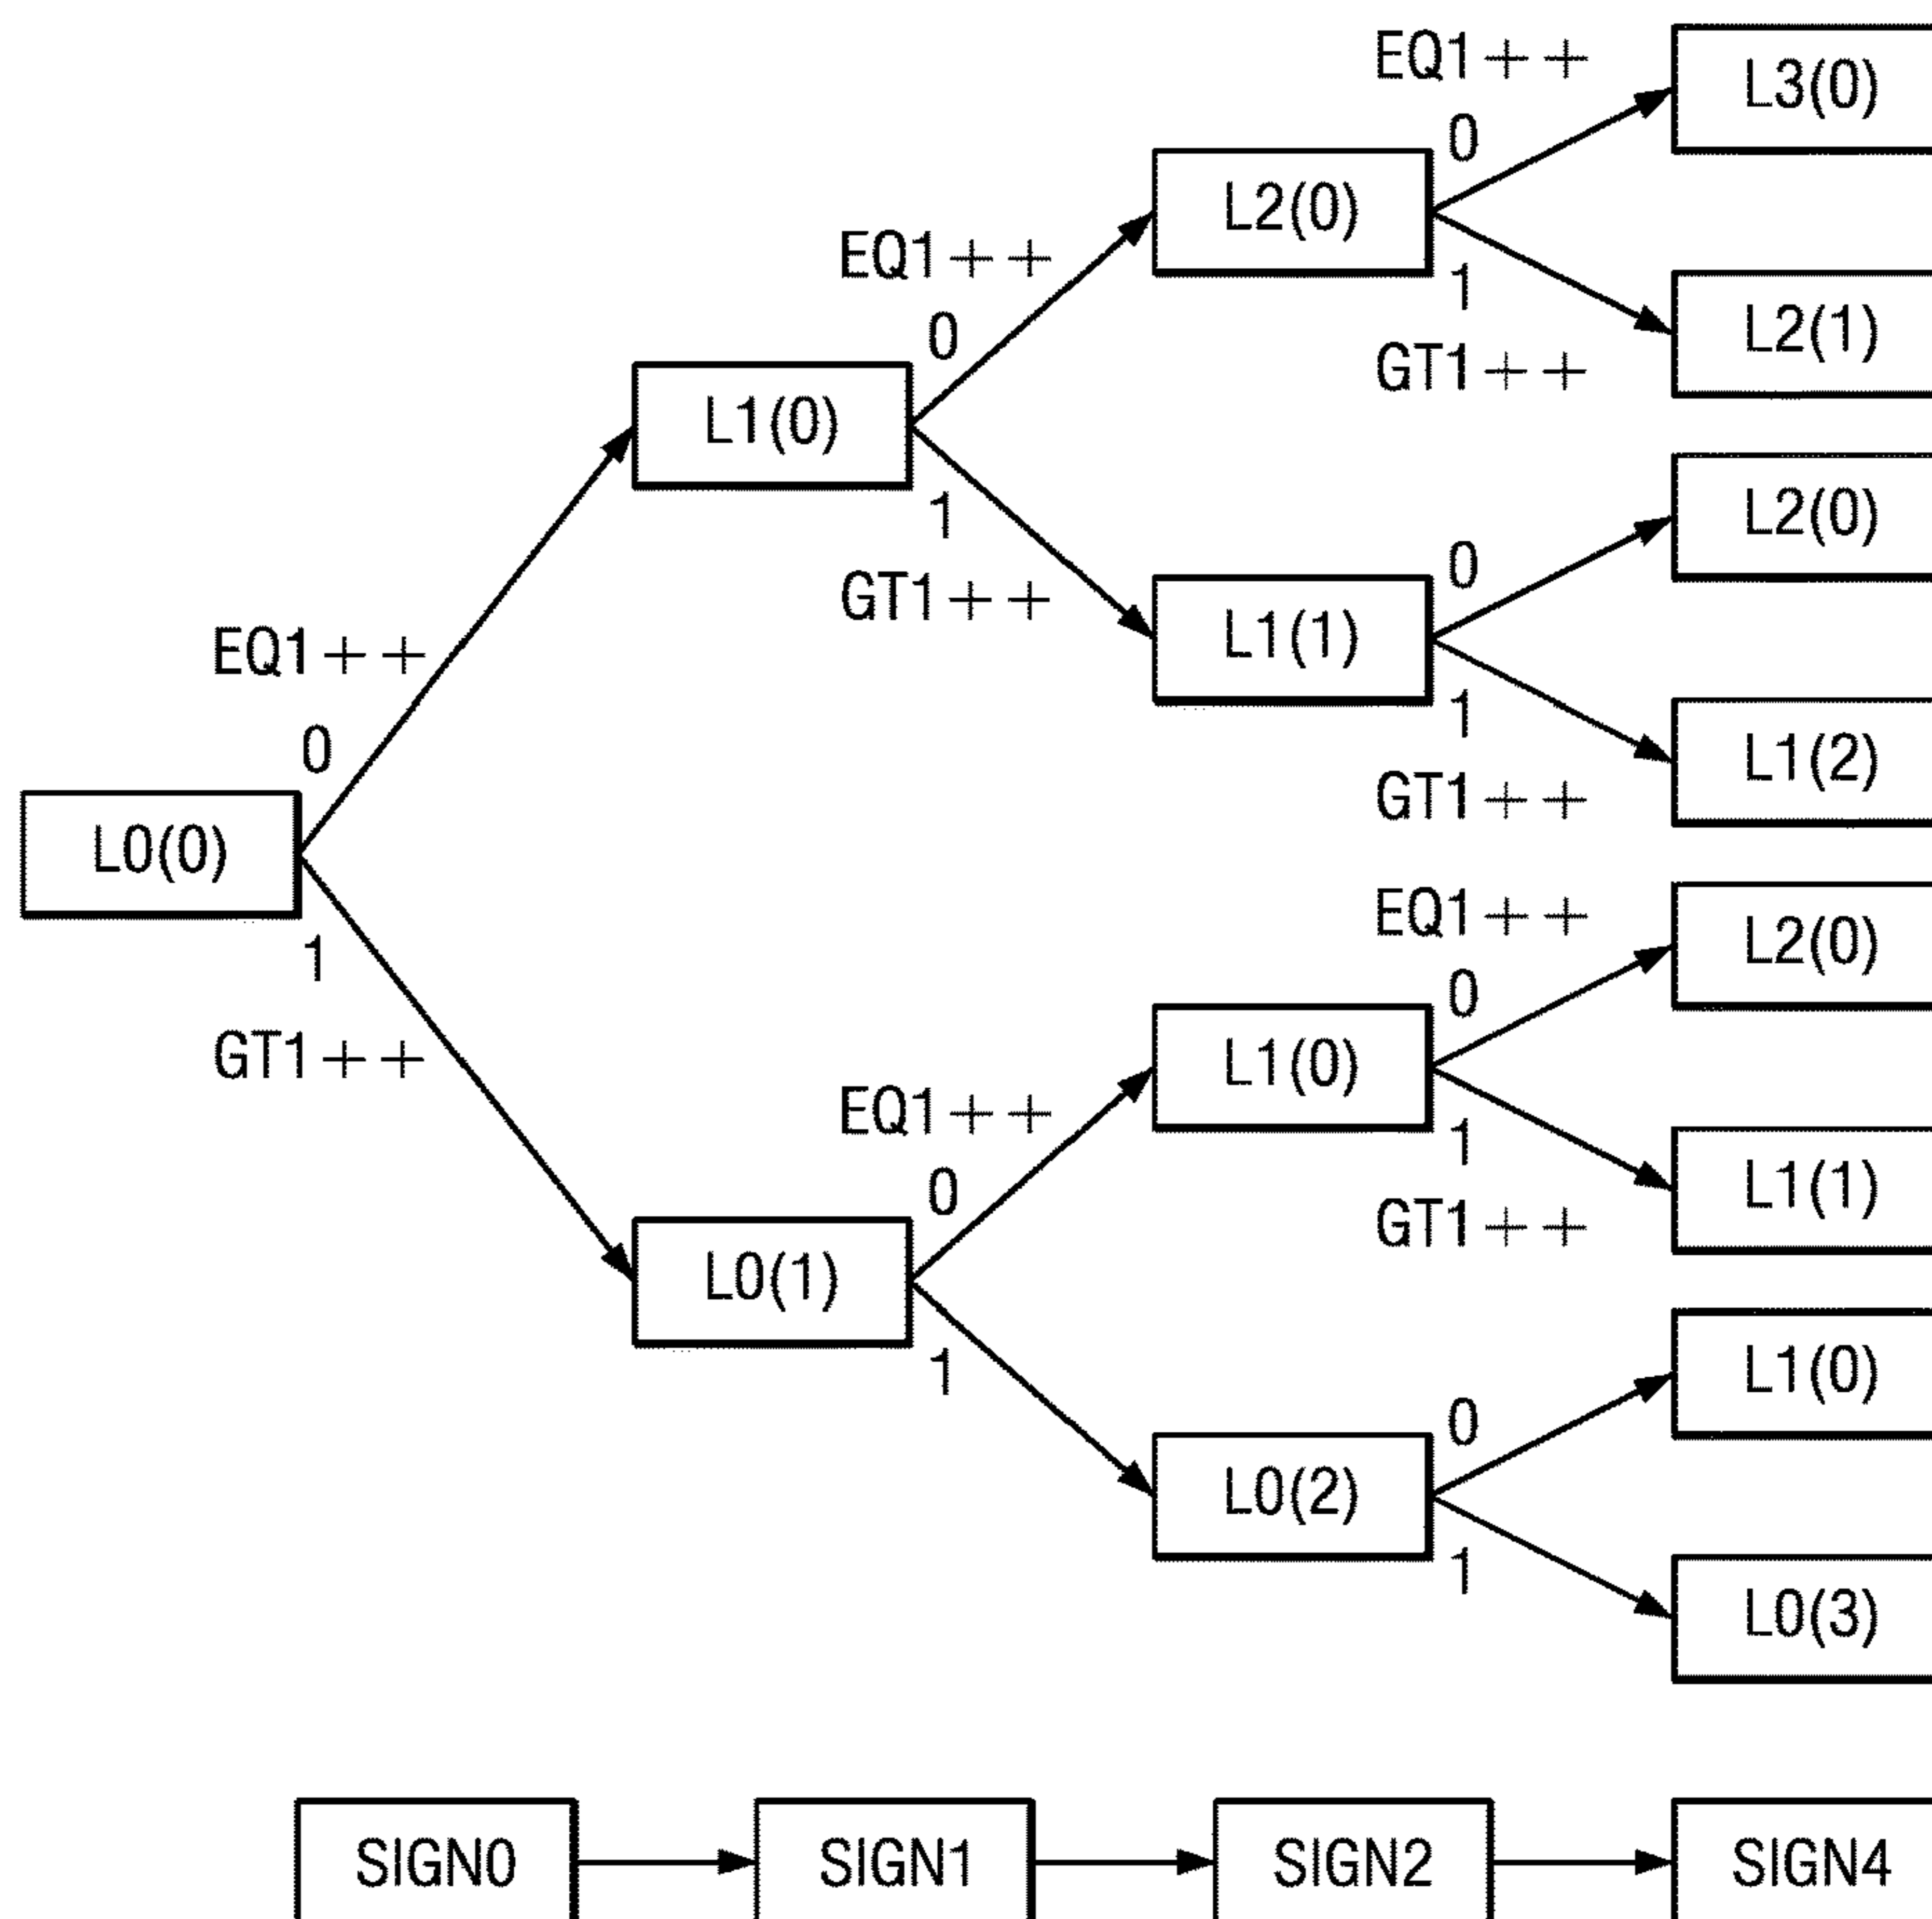 EQ1++
L3(0)
0
L2(0)
1
L2(1)
GT1++
EQ1++
0
L1(0)
1
GT1++
L2(0)
0
L1(1)
1
L1(2)
GT1++
EQ1++
0
L0(0)
1
GT1++
EQ1++
L2(0)
0
L1(0)
1
L1(1)
GT1++
EQ1++
0
L0(1)
1
L1(0)
0
L0(2)
1
L0(3)
SIGN0
SIGN1
SIGN2
SIGN4